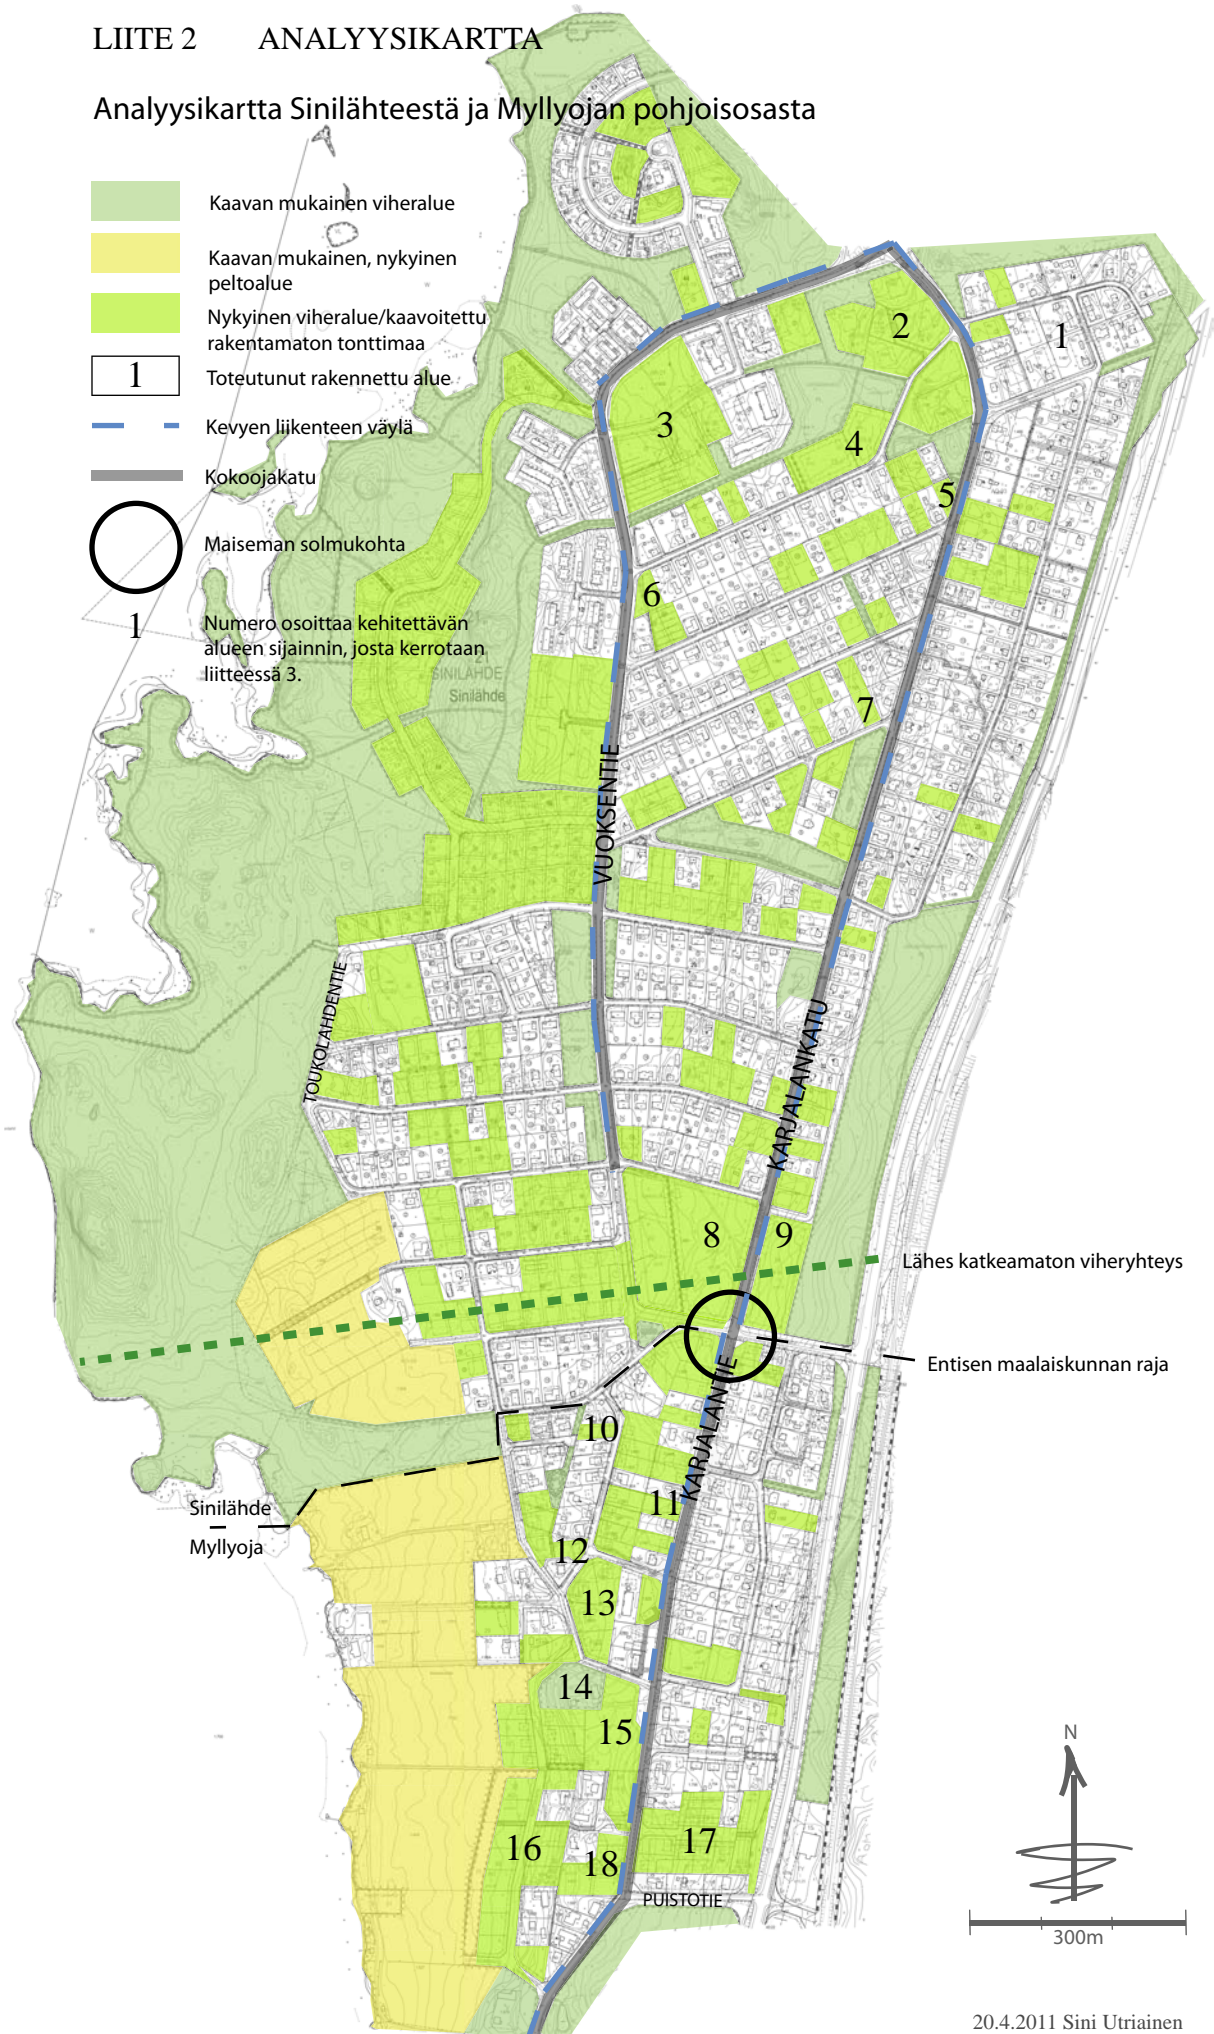 LIITE 2 ANALYYSIKARTTA
Analyysikartta Sinilähteestä ja Myllyojan pohjoisosasta
Kaavan mukainen viheralue
Kaavan mukainen, nykyinen
peltoalue
Nykyinen viheralue/kaavoitettu
rakentamaton tonttimaa
1 Toteutunut rakennettu alue
Kevyen liikenteen väylä
Kokoojakatu
Maiseman solmukohta
1 Numero osoittaa kehitettävän
alueen sijainnin, josta kerrotaan
liitteessä 3.
1
2
3
4
5
6
21
SINILÄHDE
Sinilähde
7
VUOKSENTIE
TOUKOLAHDENTIE
KARJALANKATU
8
9
Lähes katkeamaton viheryhteys
Entisen maalaiskunnan raja
KARJALANTIE
10
11
Sinilähde
Myllyoja
12
13
14
15
16
17
18
PUISTOTIE
N
300m
20.4.2011 Sini Utriainen